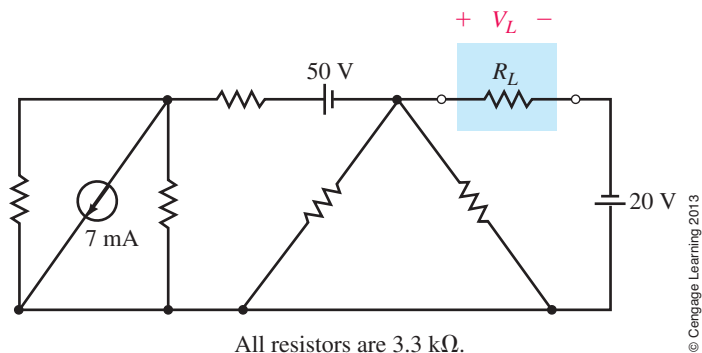 + V_L −
50 V
R_L
20 V
7 mA
All resistors are 3.3 kΩ.
© Cengage Learning 2013